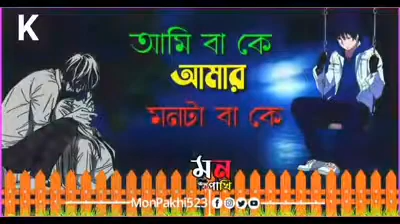 K
আমি বা কে
আমার
মনটা বা কে
মন
পাখি
MonPakhi523